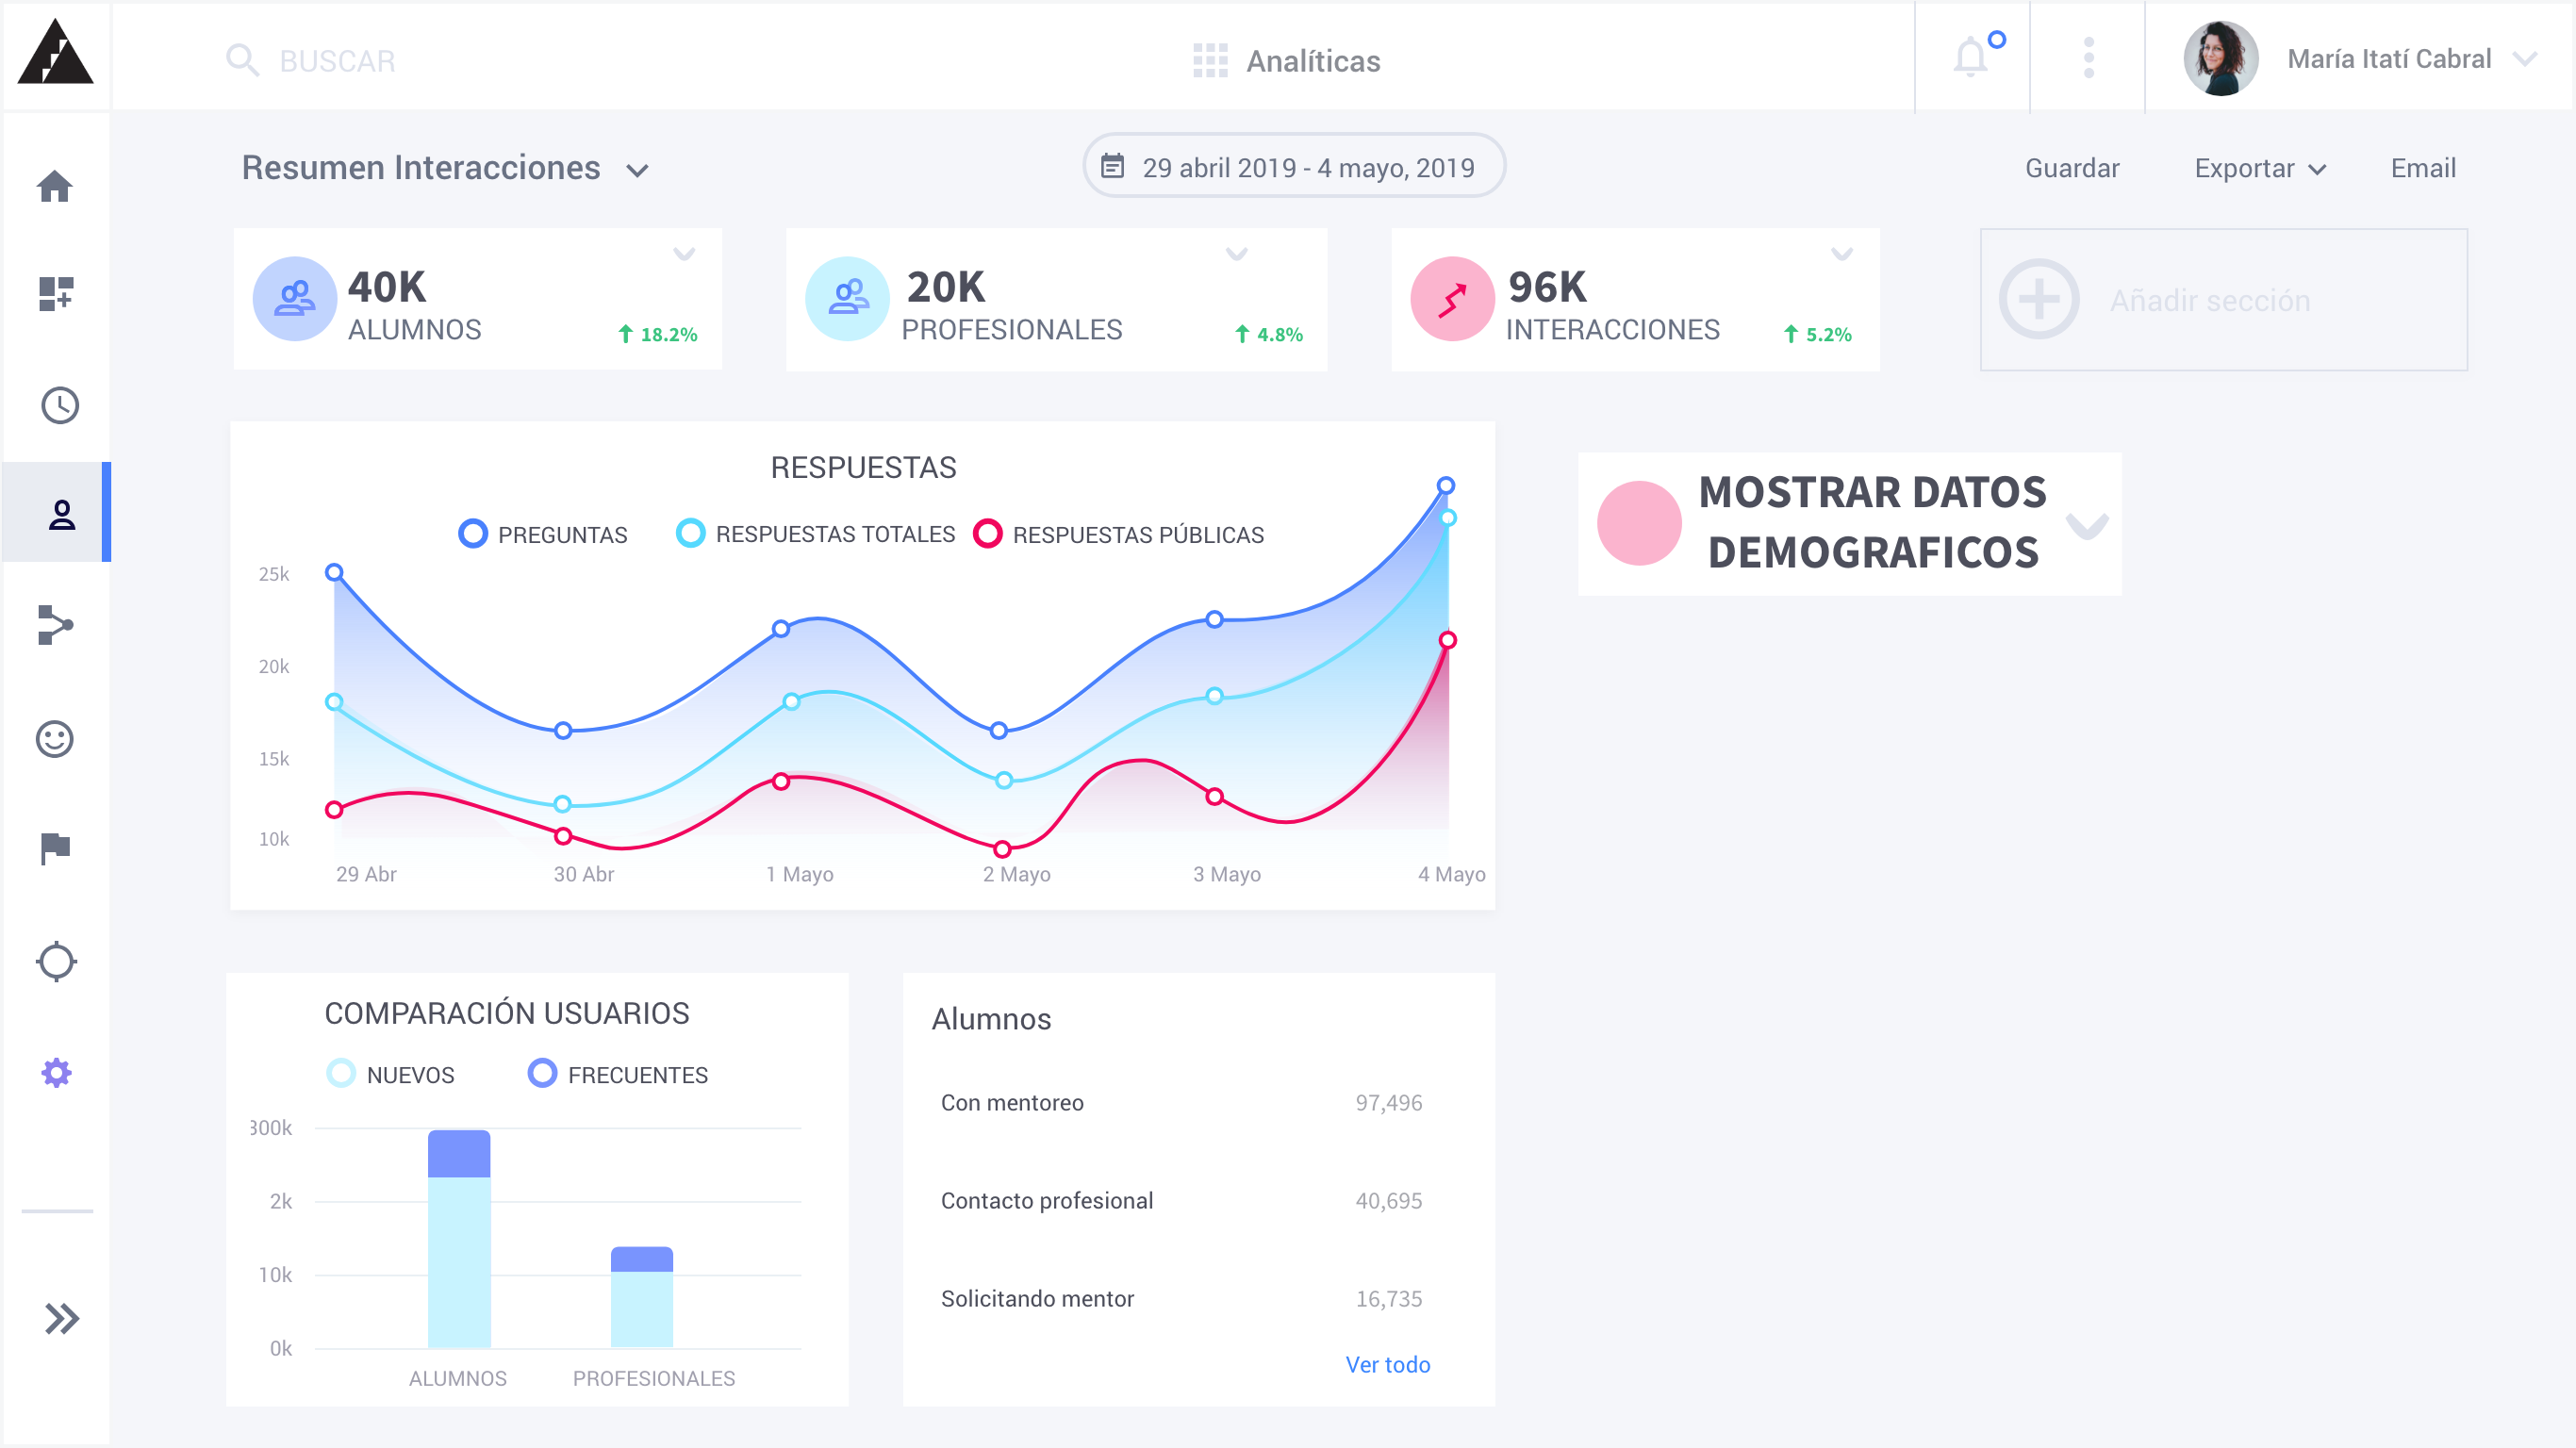 BUSCAR
Analíticas
María Itatí Cabral
Resumen Interacciones
29 abril 2019 - 4 mayo, 2019
Guardar
Exportar
Email
40K
ALUMNOS
18.2%
20K
PROFESIONALES
4.8%
96K
INTERACCIONES
5.2%
Añadir sección
RESPUESTAS
PREGUNTAS
RESPUESTAS TOTALES
RESPUESTAS PÚBLICAS
25k
20k
15k
10k
29 Abr
30 Abr
1 Mayo
2 Mayo
3 Mayo
4 Mayo
MOSTRAR DATOS
DEMOGRAFICOS
COMPARACIÓN USUARIOS
NUEVOS
FRECUENTES
300k
2k
10k
0k
ALUMNOS
PROFESIONALES
Alumnos
Con mentoreo
97,496
Contacto profesional
40,695
Solicitando mentor
16,735
Ver todo